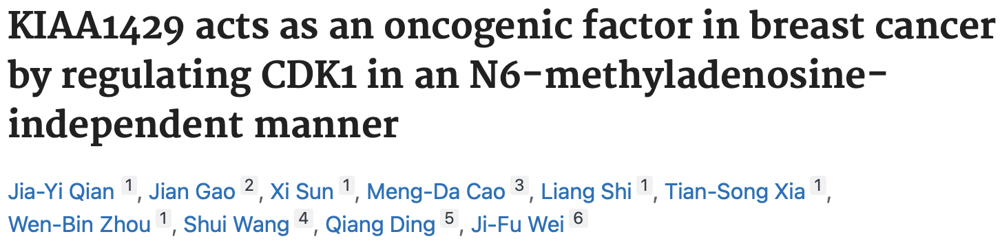 KIAA1429 acts as an oncogenic factor in breast cancer
by regulating CDK1 in an N6-methyladenosine-
independent manner
Jia-Yi Qian 1, Jian Gao 2, Xi Sun 1, Meng-Da Cao 3, Liang Shi 1, Tian-Song Xia 1,
Wen-Bin Zhou 1, Shui Wang 4, Qiang Ding 5, Ji-Fu Wei 6